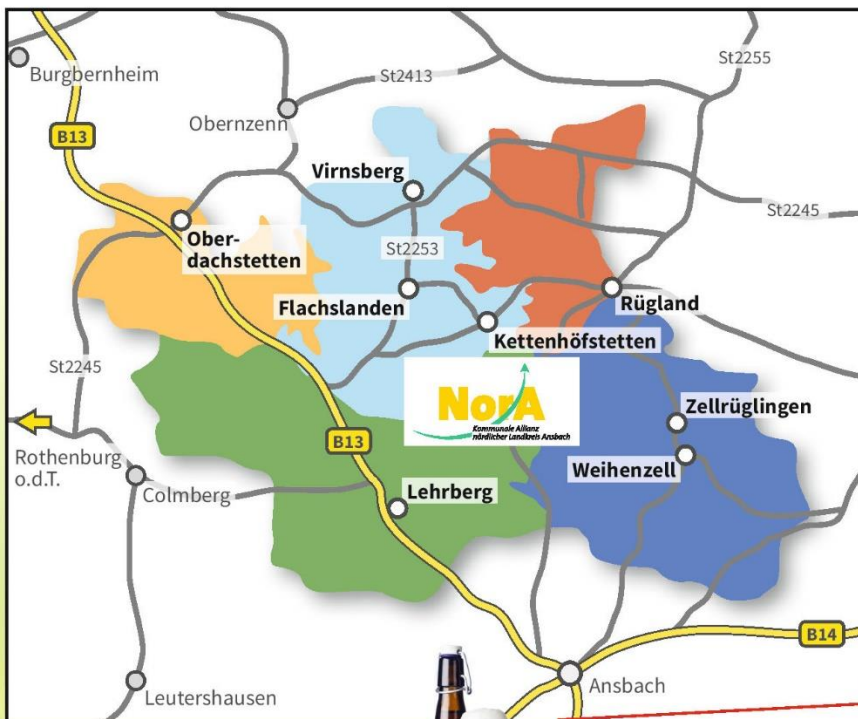 Burgbernheim
St2413
St2255
Obernzenn
B13
Virnsberg
St2245
Ober-
dachstetten
St2253
Flachslanden
Rügland
Kettenhöfstetten
St2245
NorA
Kommunale Allianz
nördlicher Landkreis Ansbach
Zellrüglingen
B13
Rothenburg
o.d.T.
Weihenzell
Colmberg
Lehrberg
B14
Leutershausen
Ansbach